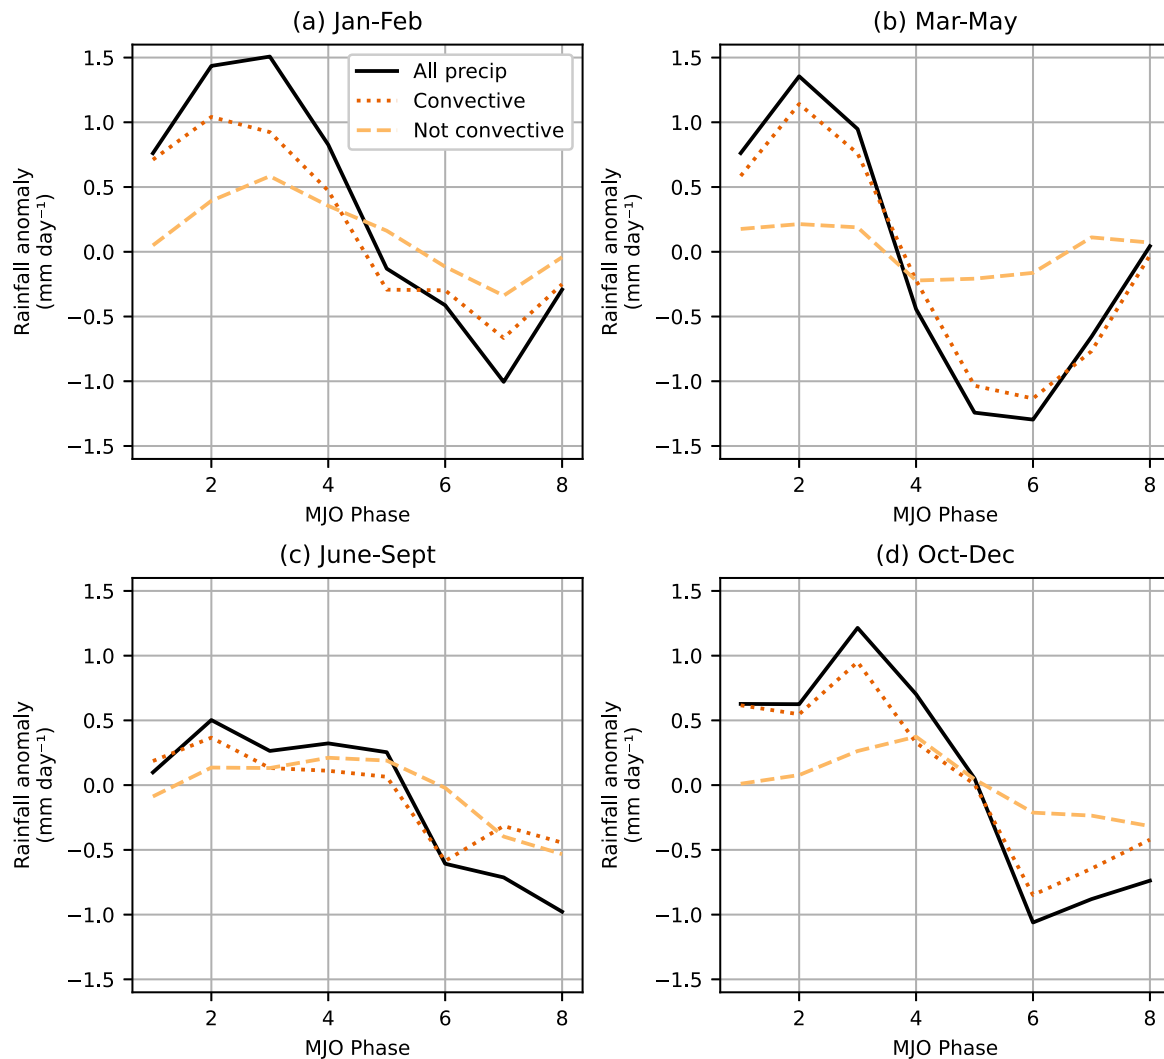 (a) Jan-Feb
1.5
1.0
0.5
0.0
−0.5
−1.0
−1.5
Rainfall anomaly
(mm day⁻¹)
All precip
Convective
Not convective
2 4 6 8
MJO Phase
(b) Mar-May
1.5
1.0
0.5
0.0
−0.5
−1.0
−1.5
Rainfall anomaly
(mm day⁻¹)
2 4 6 8
MJO Phase
(c) June-Sept
1.5
1.0
0.5
0.0
−0.5
−1.0
−1.5
Rainfall anomaly
(mm day⁻¹)
2 4 6 8
MJO Phase
(d) Oct-Dec
1.5
1.0
0.5
0.0
−0.5
−1.0
−1.5
Rainfall anomaly
(mm day⁻¹)
2 4 6 8
MJO Phase